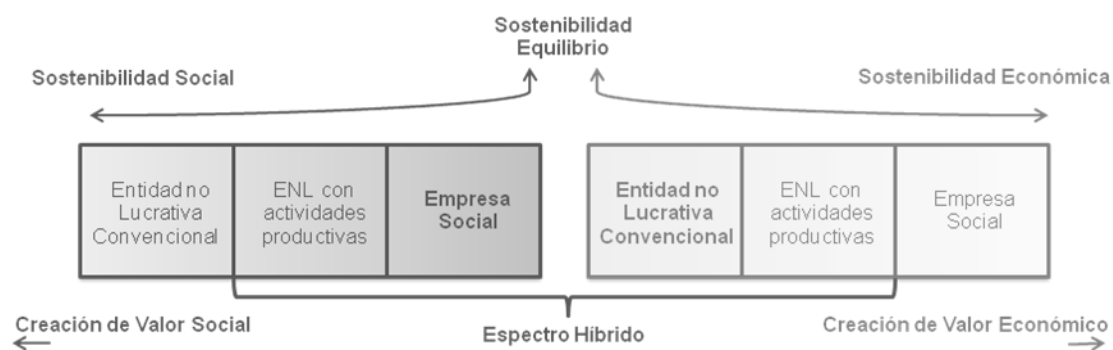 Sostenibilidad
Equilibrio
Sostenibilidad Social
Sostenibilidad Económica
Entidad no
Lucrativa
Convencional
ENL con
actividades
productivas
Empresa
Social
Entidad no
Lucrativa
Convencional
ENL con
actividades
productivas
Empresa
Social
Creación de Valor Social
Espectro Híbrido
Creación de Valor Económico